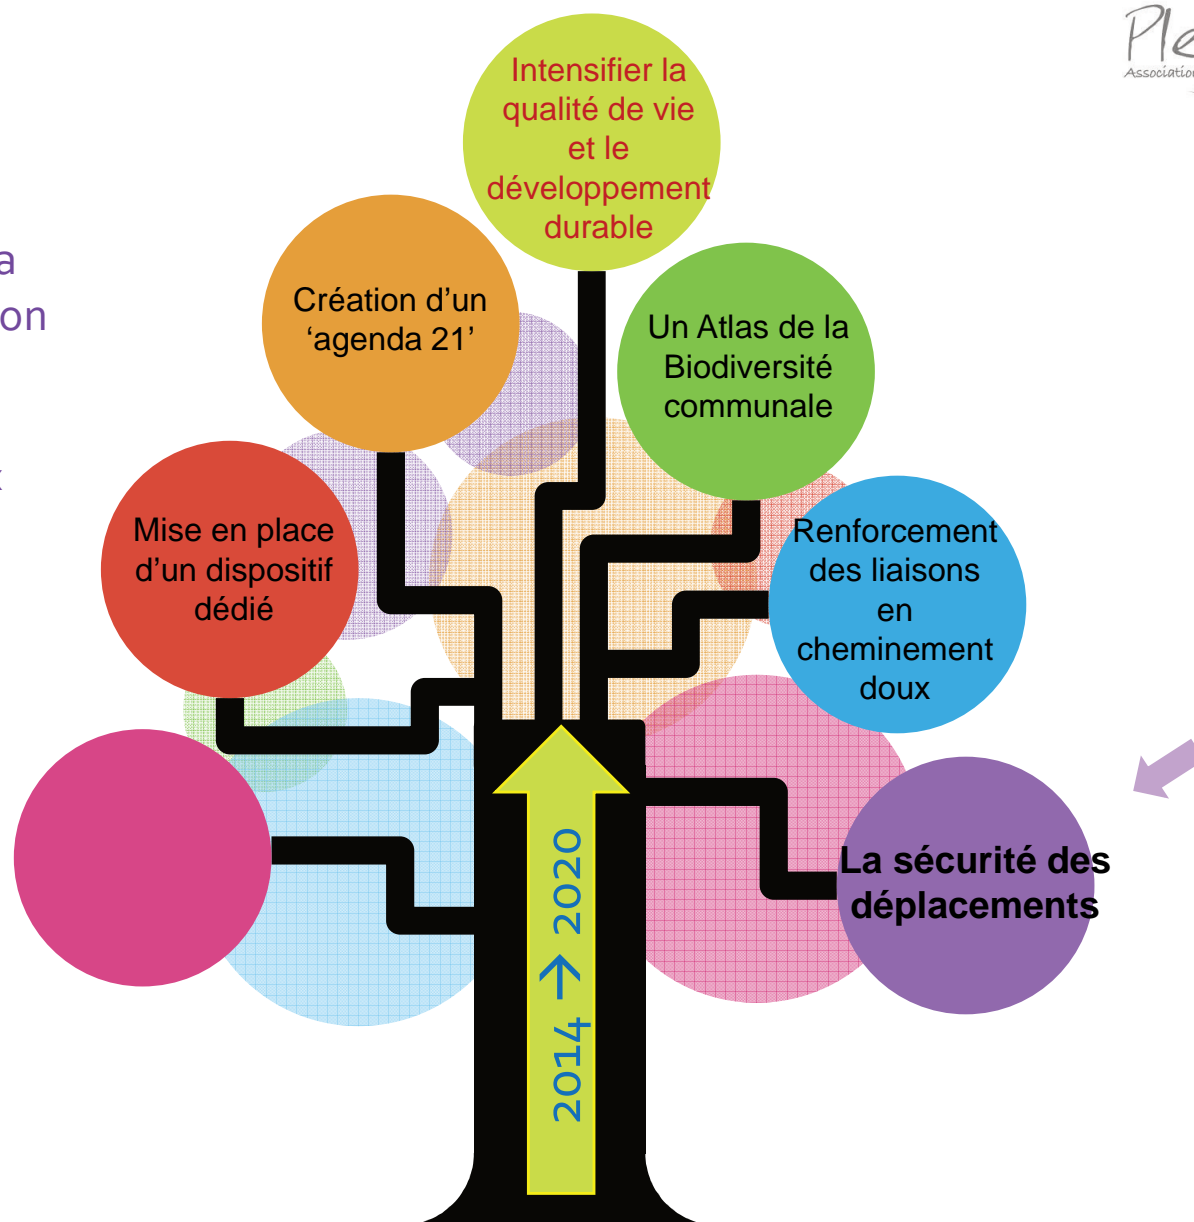 Intensifier la
qualité de vie
et le
développement
durable
Création d’un
‘agenda 21’
Un Atlas de la
Biodiversité
communale
Mise en place
d’un dispositif
dédié
Renforcement
des liaisons
en
cheminement
doux
La sécurité des
déplacements
2014 → 2020